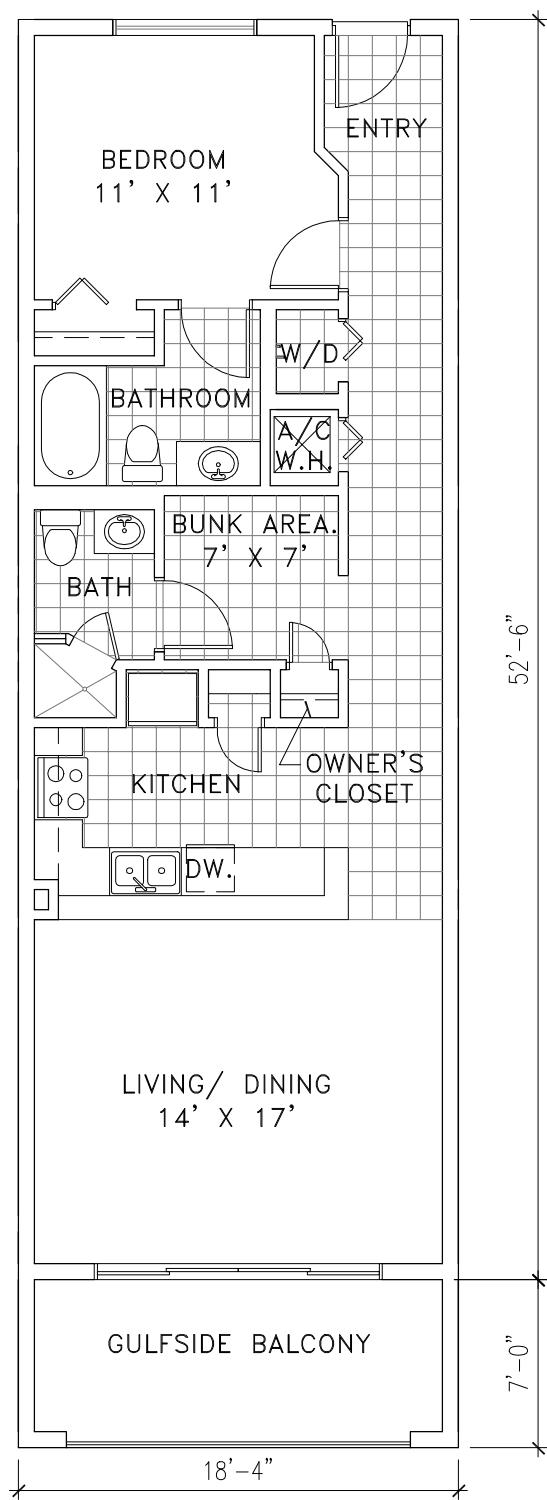 ENTRY
BEDROOM
11' X 11'
W/D
BATHROOM
A/C
W.H.
BUNK AREA.
7' X 7'
BATH
52'-6"
OWNER'S
CLOSET
KITCHEN
DW.
LIVING/ DINING
14' X 17'
GULFSIDE BALCONY
7'-0"
18'-4"